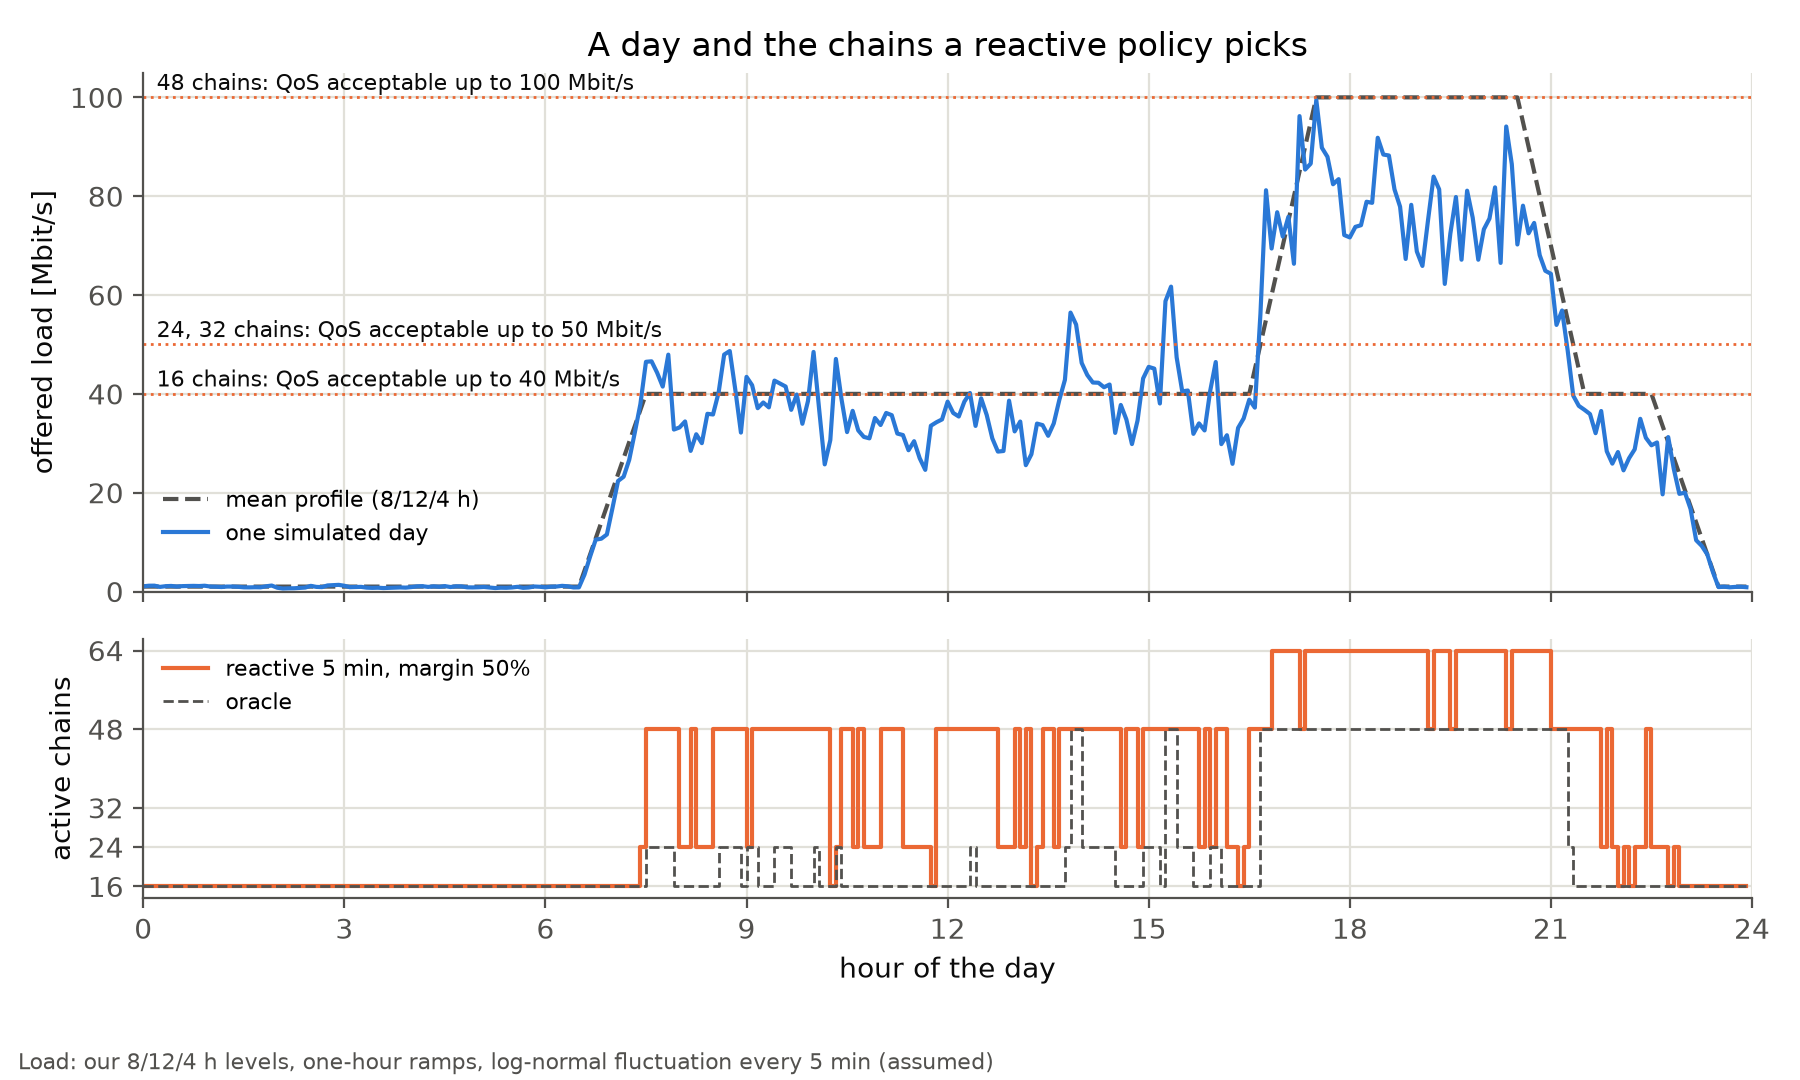 A day and the chains a reactive policy picks
offered load [Mbit/s]
100
80
60
40
20
0
48 chains: QoS acceptable up to 100 Mbit/s
24, 32 chains: QoS acceptable up to 50 Mbit/s
16 chains: QoS acceptable up to 40 Mbit/s
mean profile (8/12/4 h)
one simulated day
active chains
64
48
32
24
16
reactive 5 min, margin 50%
oracle
0 3 6 9 12 15 18 21 24
hour of the day
Load: our 8/12/4 h levels, one-hour ramps, log-normal fluctuation every 5 min (assumed)